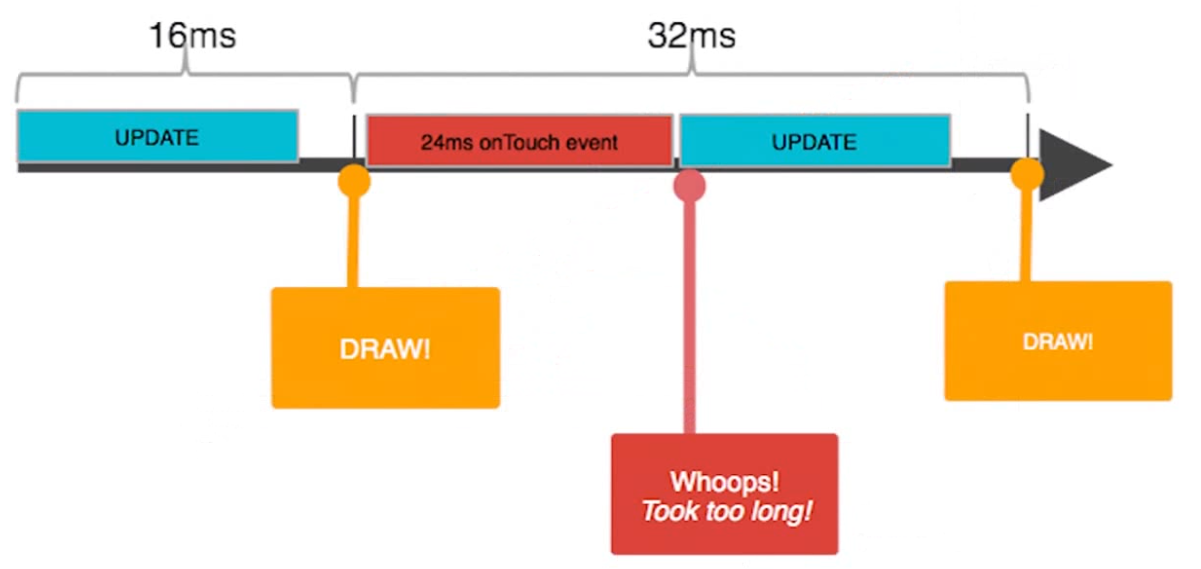 16ms
32ms
UPDATE
24ms onTouch event
UPDATE
DRAW!
DRAW!
Whoops!
Took too long!